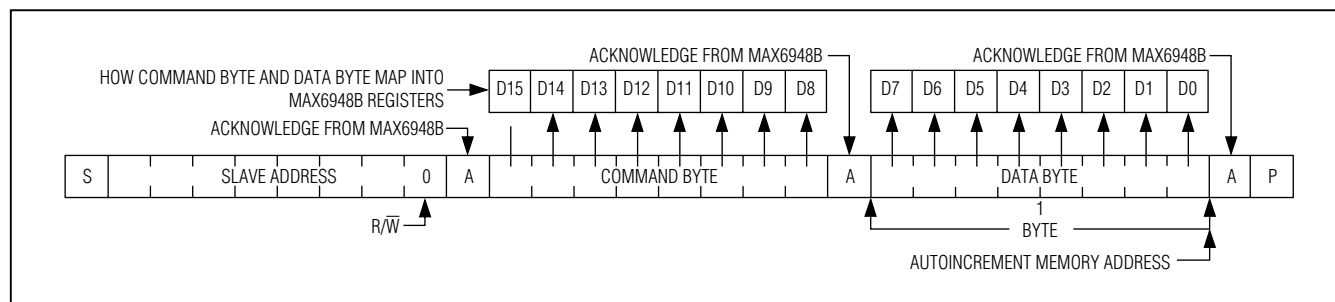 ACKNOWLEDGE FROM MAX6948B
ACKNOWLEDGE FROM MAX6948B
HOW COMMAND BYTE AND DATA BYTE MAP INTO
MAX6948B REGISTERS
D15 D14 D13 D12 D11 D10 D9 D8
D7 D6 D5 D4 D3 D2 D1 D0
ACKNOWLEDGE FROM MAX6948B
S SLAVE ADDRESS 0 A COMMAND BYTE A DATA BYTE A P
R/W̅
1
BYTE
AUTOINCREMENT MEMORY ADDRESS